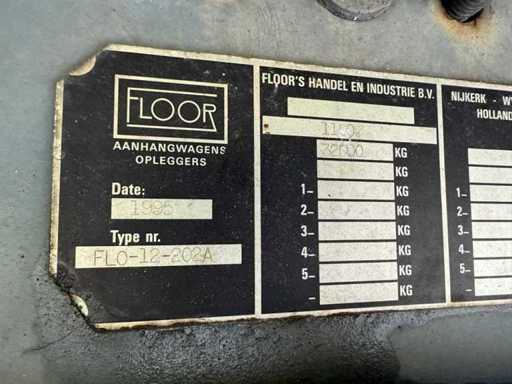 FLOOR
AANHANGWAGENS
OPLEGGERS
Date:
1995
Type nr.
FLO-12-202A
FLOOR'S HANDEL EN INDUSTRIE B.V.
KG
KG
1– KG
2– KG
3– KG
4– KG
5– KG
– KG
NIJKERK - W
HOLLAND
1–
2–
3–
4–
5–
–